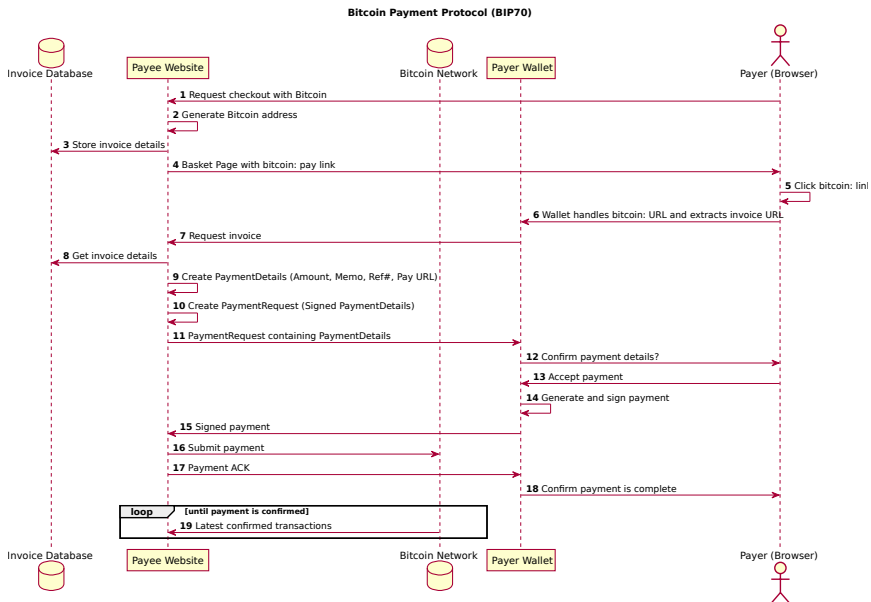 Bitcoin Payment Protocol (BIP70)
Invoice Database
Payee Website
Bitcoin Network
Payer Wallet
Payer (Browser)
1 Request checkout with Bitcoin
2 Generate Bitcoin address
3 Store invoice details
4 Basket Page with bitcoin: pay link
5 Click bitcoin: lin
6 Wallet handles bitcoin: URL and extracts invoice URL
7 Request invoice
8 Get invoice details
9 Create PaymentDetails (Amount, Memo, Ref#, Pay URL)
10 Create PaymentRequest (Signed PaymentDetails)
11 PaymentRequest containing PaymentDetails
12 Confirm payment details?
13 Accept payment
14 Generate and sign payment
15 Signed payment
16 Submit payment
17 Payment ACK
18 Confirm payment is complete
loop [until payment is confirmed]
19 Latest confirmed transactions
Invoice Database
Payee Website
Bitcoin Network
Payer Wallet
Payer (Browser)